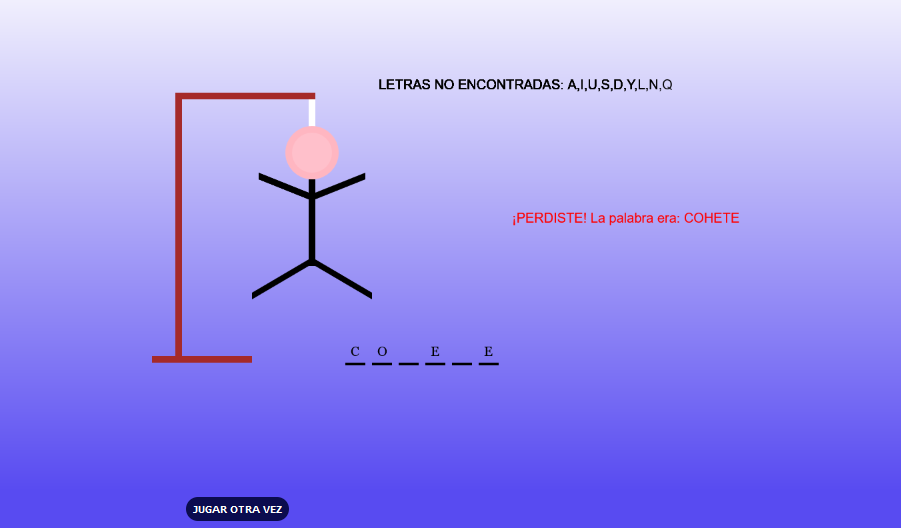 LETRAS NO ENCONTRADAS: A,I,U,S,D,Y,L,N,Q
¡PERDISTE! La palabra era: COHETE
C O _ E _ E
JUGAR OTRA VEZ